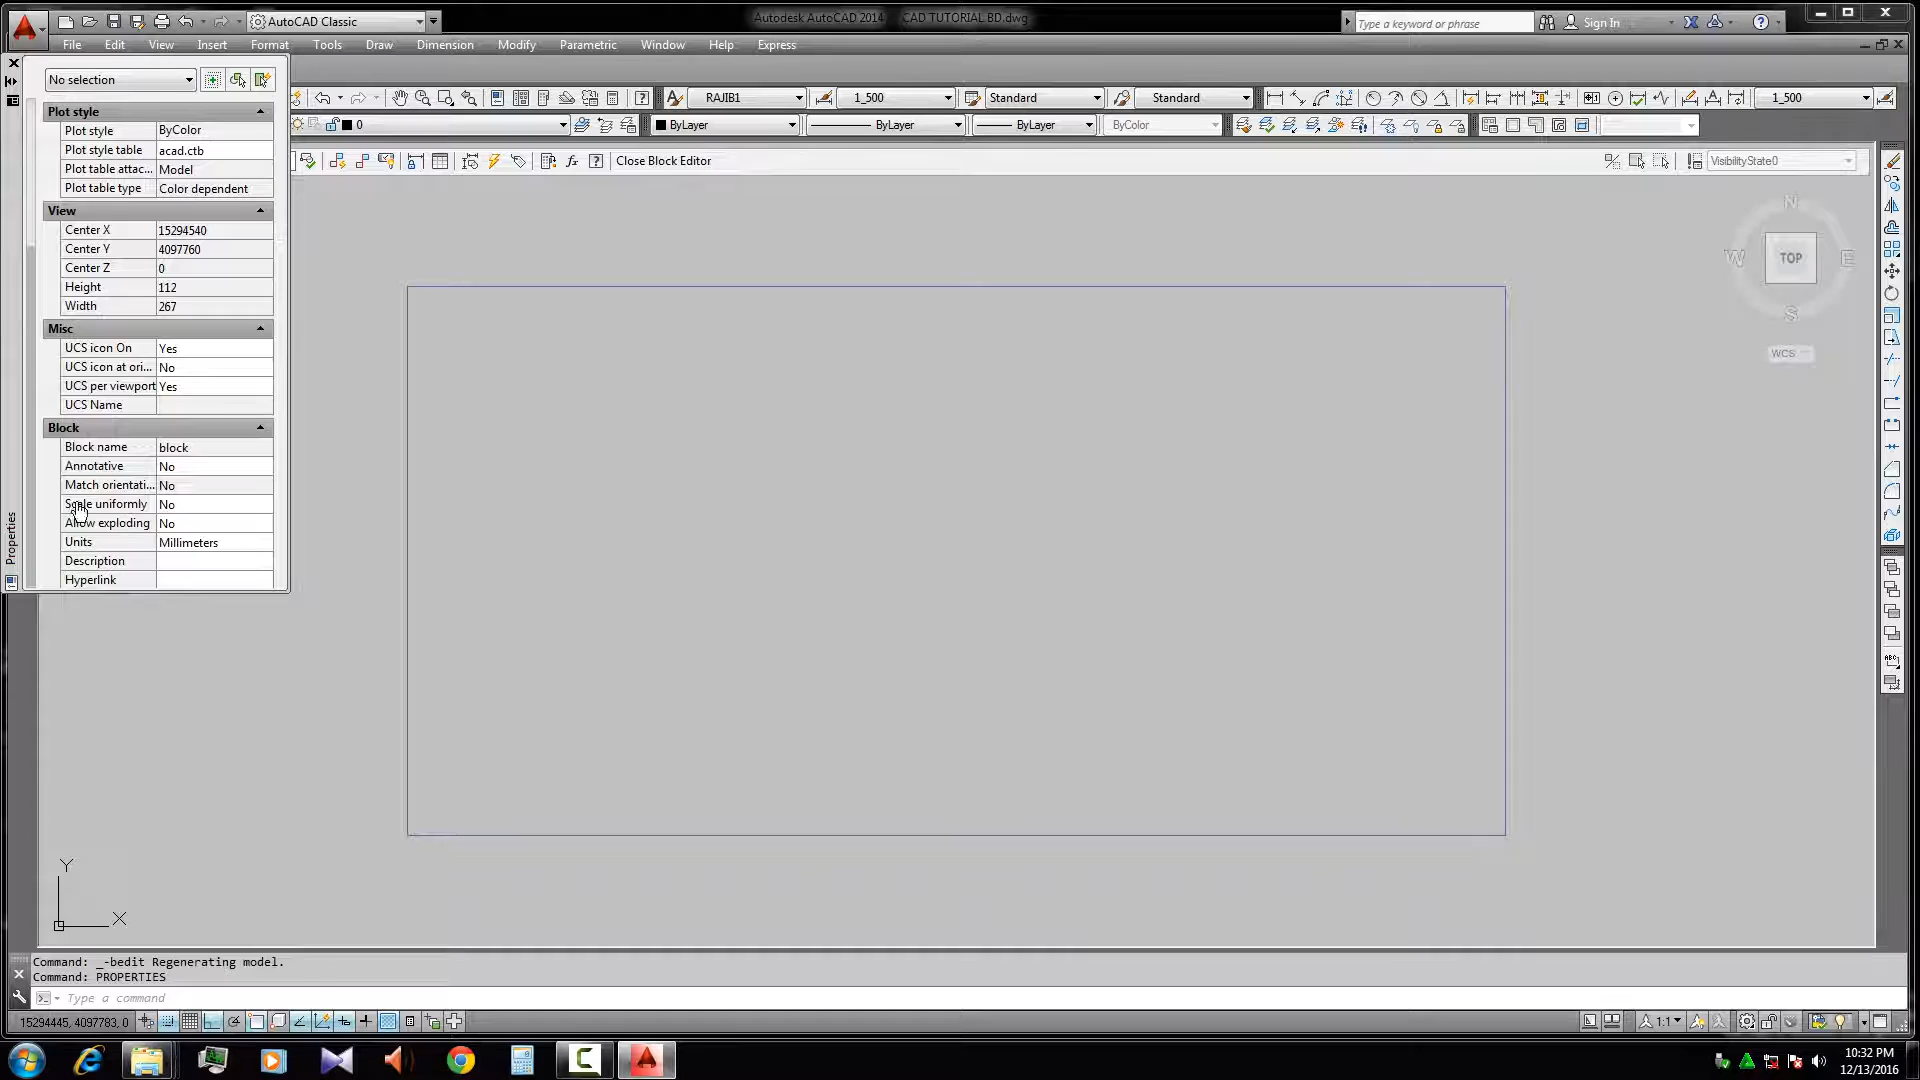 AutoCAD Classic
Autodesk AutoCAD 2014 CAD TUTORIAL BD.dwg
Type a keyword or phrase
Sign In
File Edit View Insert Format Tools Draw Dimension Modify Parametric Window Help Express
No selection
RAJIB1
1_500
Standard
Standard
1_500
0
ByLayer
ByLayer
ByLayer
ByColor
Close Block Editor
VisibilityState0
Plot style
Plot style ByColor
Plot style table acad.ctb
Plot table attac... Model
Plot table type Color dependent
View
Center X 15294540
Center Y 4097760
Center Z 0
Height 112
Width 267
Misc
UCS icon On Yes
UCS icon at ori... No
UCS per viewport Yes
UCS Name
Block
Block name block
Annotative No
Match orientati... No
Scale uniformly No
Allow exploding No
Units Millimeters
Description
Hyperlink
Properties
N
W TOP E
S
WCS
Y
X
Command: _-bedit Regenerating model.
Command: PROPERTIES
Type a command
15294445, 4097783, 0
1:1
10:32 PM
12/13/2016